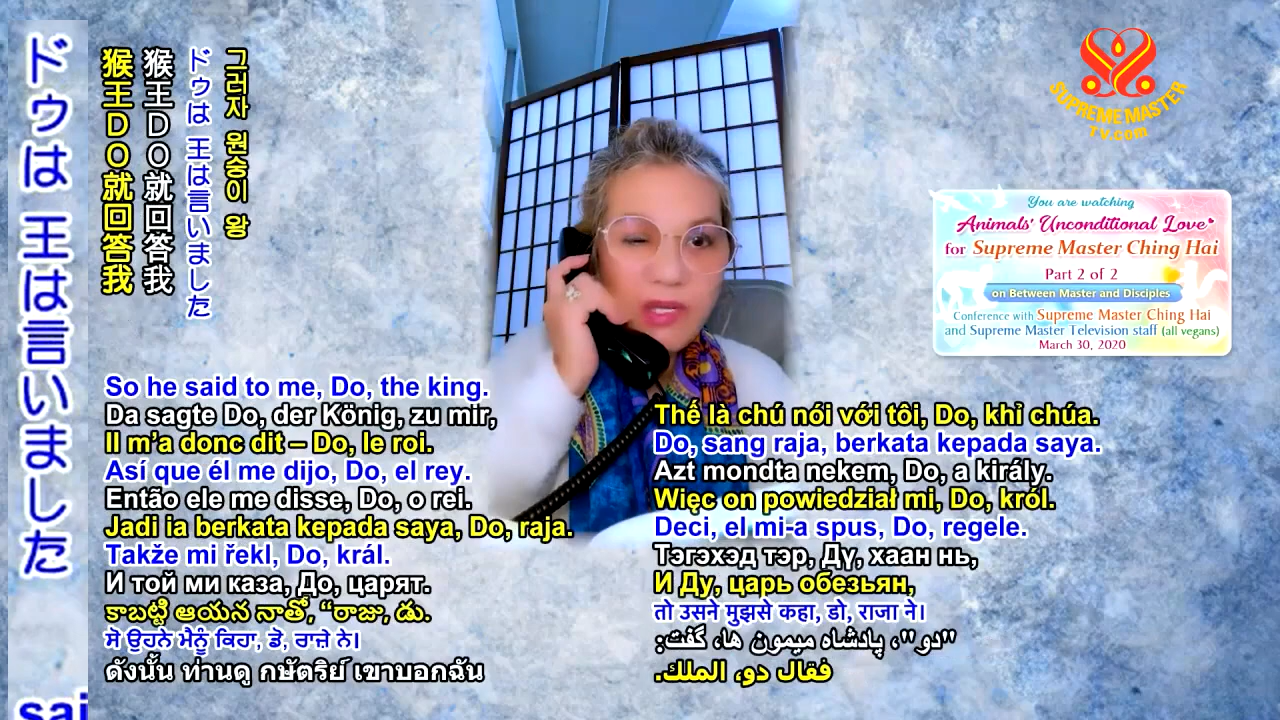 ドゥは 王は言いました
猴王DO就回答我
猴王DO就回答我
ドゥは 王は言いました
그러자 원숭이 왕
SUPREME MASTER
TV.com
You are watching
Animals' Unconditional Love
for Supreme Master Ching Hai
Part 2 of 2
on Between Master and Disciples
Conference with Supreme Master Ching Hai
and Supreme Master Television staff (all vegans)
March 30, 2020
So he said to me, Do, the king.
Da sagte Do, der König, zu mir,
Il m'a donc dit – Do, le roi.
Así que él me dijo, Do, el rey.
Então ele me disse, Do, o rei.
Jadi ia berkata kepada saya, Do, raja.
Takže mi řekl, Do, král.
И той ми каза, До, царят.
కాబట్టి ఆయన నాతో, “రాజు, డు.
ਸੋ ਉਹਨੇ ਮੈਨੂੰ ਕਿਹਾ, ਡੋ, ਰਾਜੇ ਨੇ।
ดังนั้น ท่านดู กษัตริย์ เขาบอกฉัน
Thế là chú nói với tôi, Do, khỉ chúa.
Do, sang raja, berkata kepada saya.
Azt mondta nekem, Do, a király.
Więc on powiedział mi, Do, król.
Deci, el mi-a spus, Do, regele.
Тэгэхэд тэр, Дү, хаан нь,
И Ду, царь обезьян,
तो उसने मुझसे कहा, डो, राजा ने।
"دو"، پادشاه میمون ها، گفت:
فقال دو، الملك.
sai